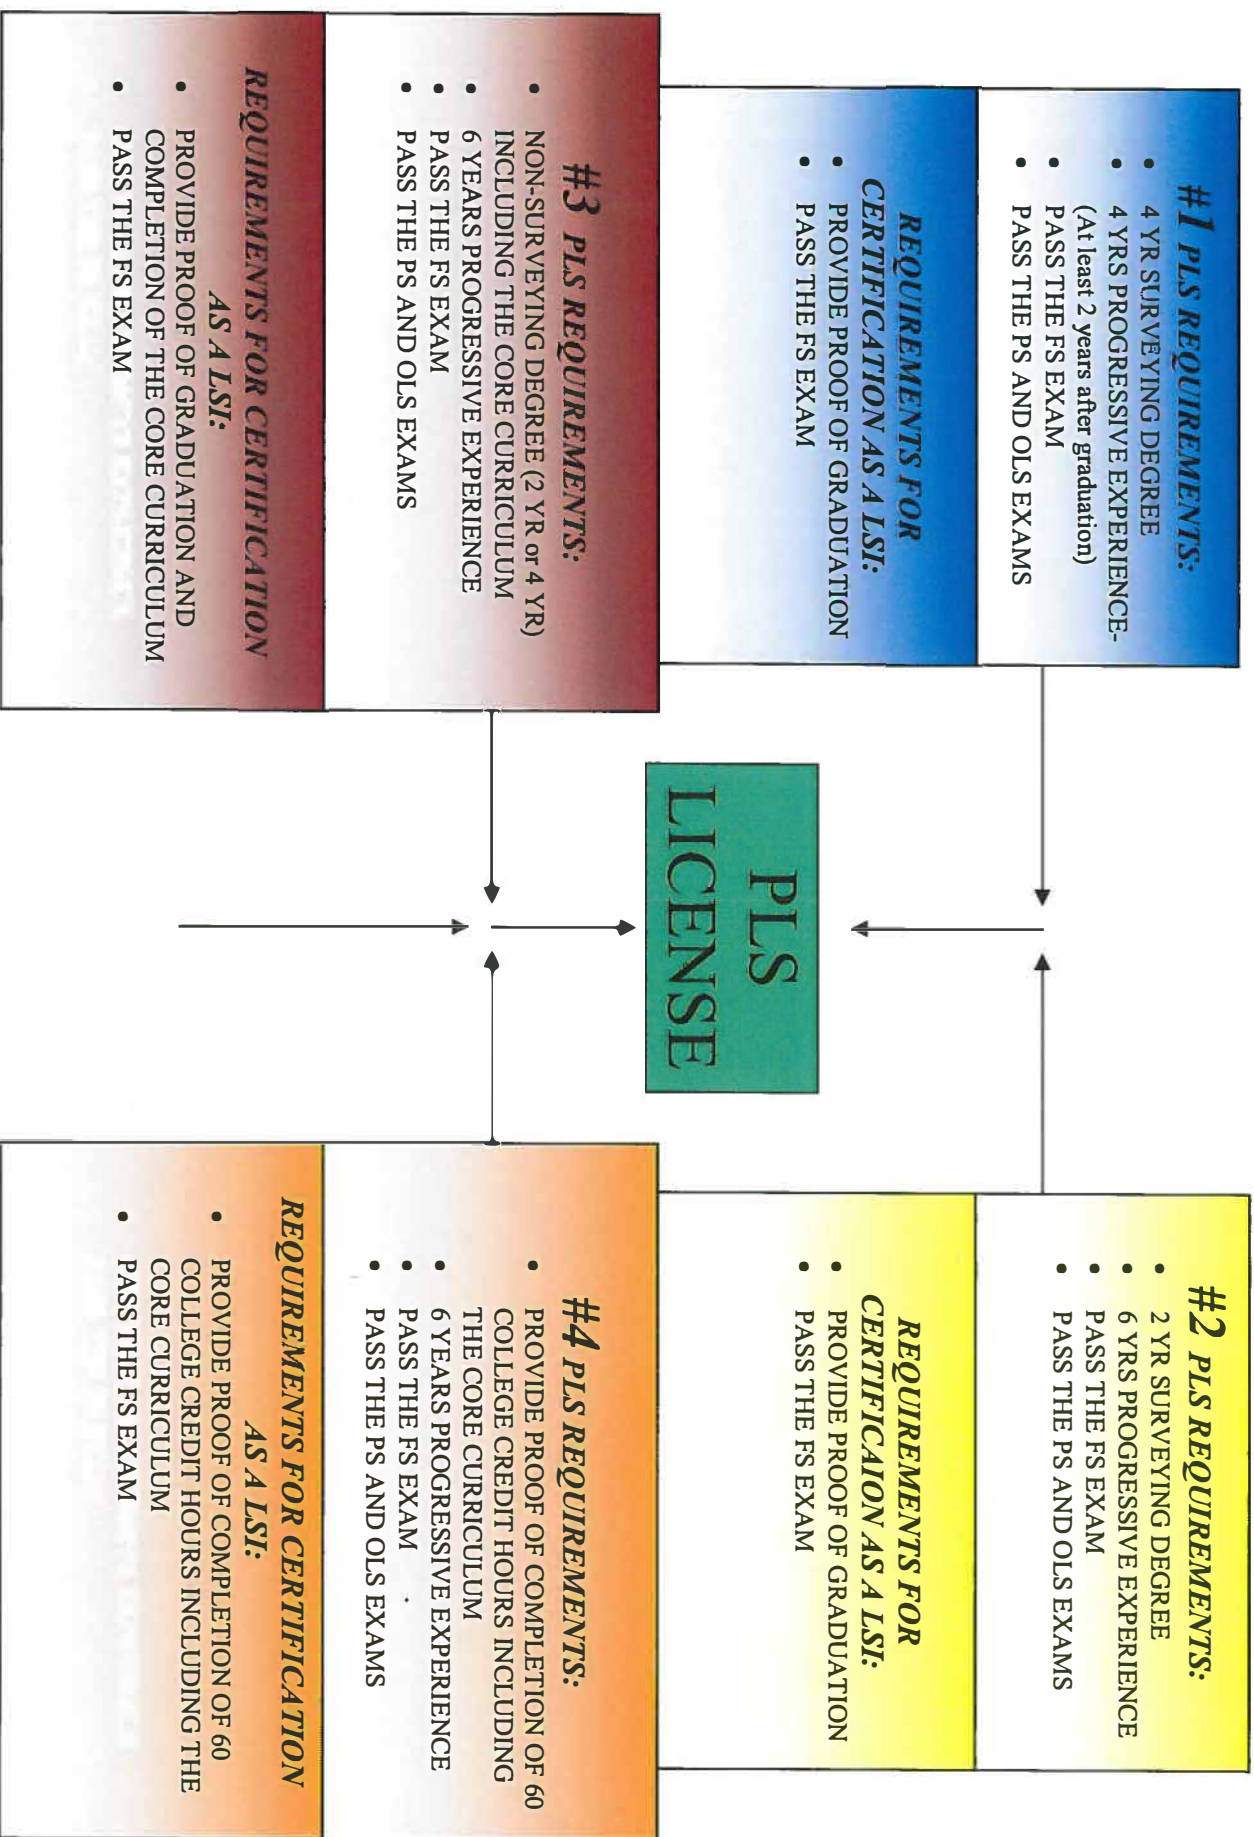 #1 PLS REQUIREMENTS:
• 4 YR SURVEYING DEGREE
• 4 YRS PROGRESSIVE EXPERIENCE-
(At least 2 years after graduation)
• PASS THE FS EXAM
• PASS THE PS AND OLS EXAMS
REQUIREMENTS FOR
CERTIFICATION AS A LSI:
• PROVIDE PROOF OF GRADUATION
• PASS THE FS EXAM
#2 PLS REQUIREMENTS:
• 2 YR SURVEYING DEGREE
• 6 YRS PROGRESSIVE EXPERIENCE
• PASS THE FS EXAM
• PASS THE PS AND OLS EXAMS
REQUIREMENTS FOR
CERTIFICAION AS A LSI:
• PROVIDE PROOF OF GRADUATION
• PASS THE FS EXAM
PLS
LICENSE
#3 PLS REQUIREMENTS:
• NON-SURVEYING DEGREE (2 YR or 4 YR)
INCLUDING THE CORE CURRICULUM
• 6 YEARS PROGRESSIVE EXPERIENCE
• PASS THE FS EXAM
• PASS THE PS AND OLS EXAMS
REQUIREMENTS FOR CERTIFICATION
AS A LSI:
• PROVIDE PROOF OF GRADUATION AND
COMPLETION OF THE CORE CURRICULUM
• PASS THE FS EXAM
#4 PLS REQUIREMENTS:
• PROVIDE PROOF OF COMPLETION OF 60
COLLEGE CREDIT HOURS INCLUDING
THE CORE CURRICULUM
• 6 YEARS PROGRESSIVE EXPERIENCE
• PASS THE FS EXAM
• PASS THE PS AND OLS EXAMS
REQUIREMENTS FOR CERTIFICATION
AS A LSI:
• PROVIDE PROOF OF COMPLETION OF 60
COLLEGE CREDIT HOURS INCLUDING THE
CORE CURRICULUM
• PASS THE FS EXAM